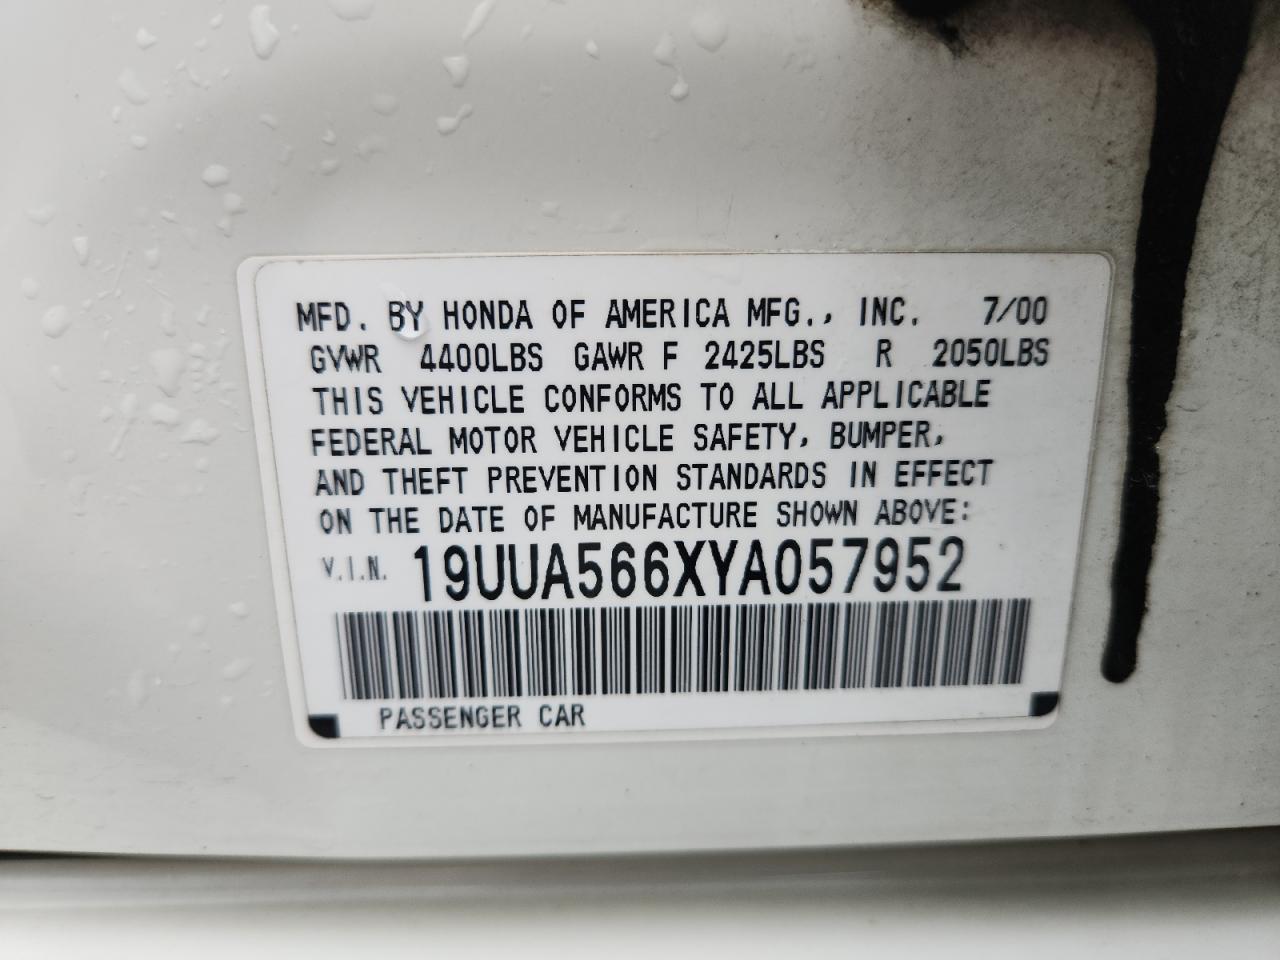 MFD. BY HONDA OF AMERICA MFG., INC. 7/00
GVWR 4400LBS GAWR F 2425LBS R 2050LBS
THIS VEHICLE CONFORMS TO ALL APPLICABLE
FEDERAL MOTOR VEHICLE SAFETY, BUMPER,
AND THEFT PREVENTION STANDARDS IN EFFECT
ON THE DATE OF MANUFACTURE SHOWN ABOVE:
V.I.N. 19UUA566XYA057952
PASSENGER CAR